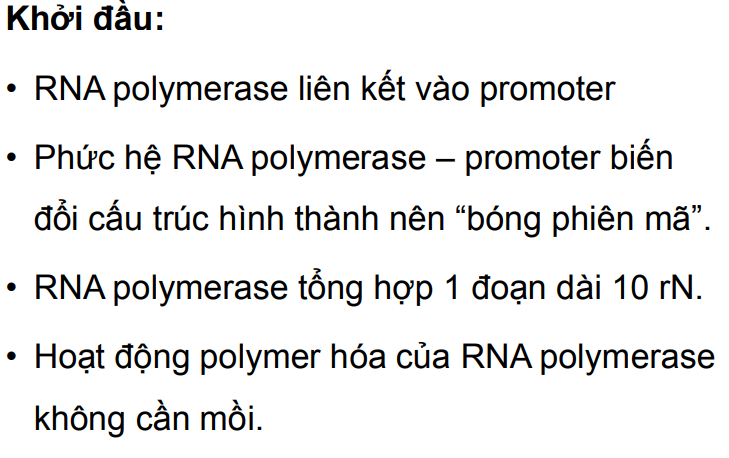 Khởi đầu:
• RNA polymerase liên kết vào promoter
• Phức hệ RNA polymerase – promoter biến
đổi cấu trúc hình thành nên “bóng phiên mã”.
• RNA polymerase tổng hợp 1 đoạn dài 10 rN.
• Hoạt động polymer hóa của RNA polymerase
không cần mồi.